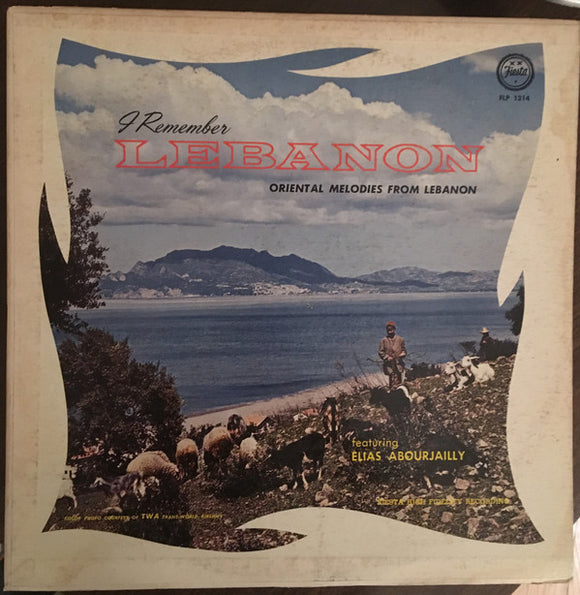 Fiesta
FLP 1214
I Remember
LEBANON
ORIENTAL MELODIES FROM LEBANON
featuring
ELIAS ABOURJAILLY
FIESTA HIGH FIDELITY RECORDING
COLOR PHOTO COURTESY OF TWA TRANS WORLD AIRLINES